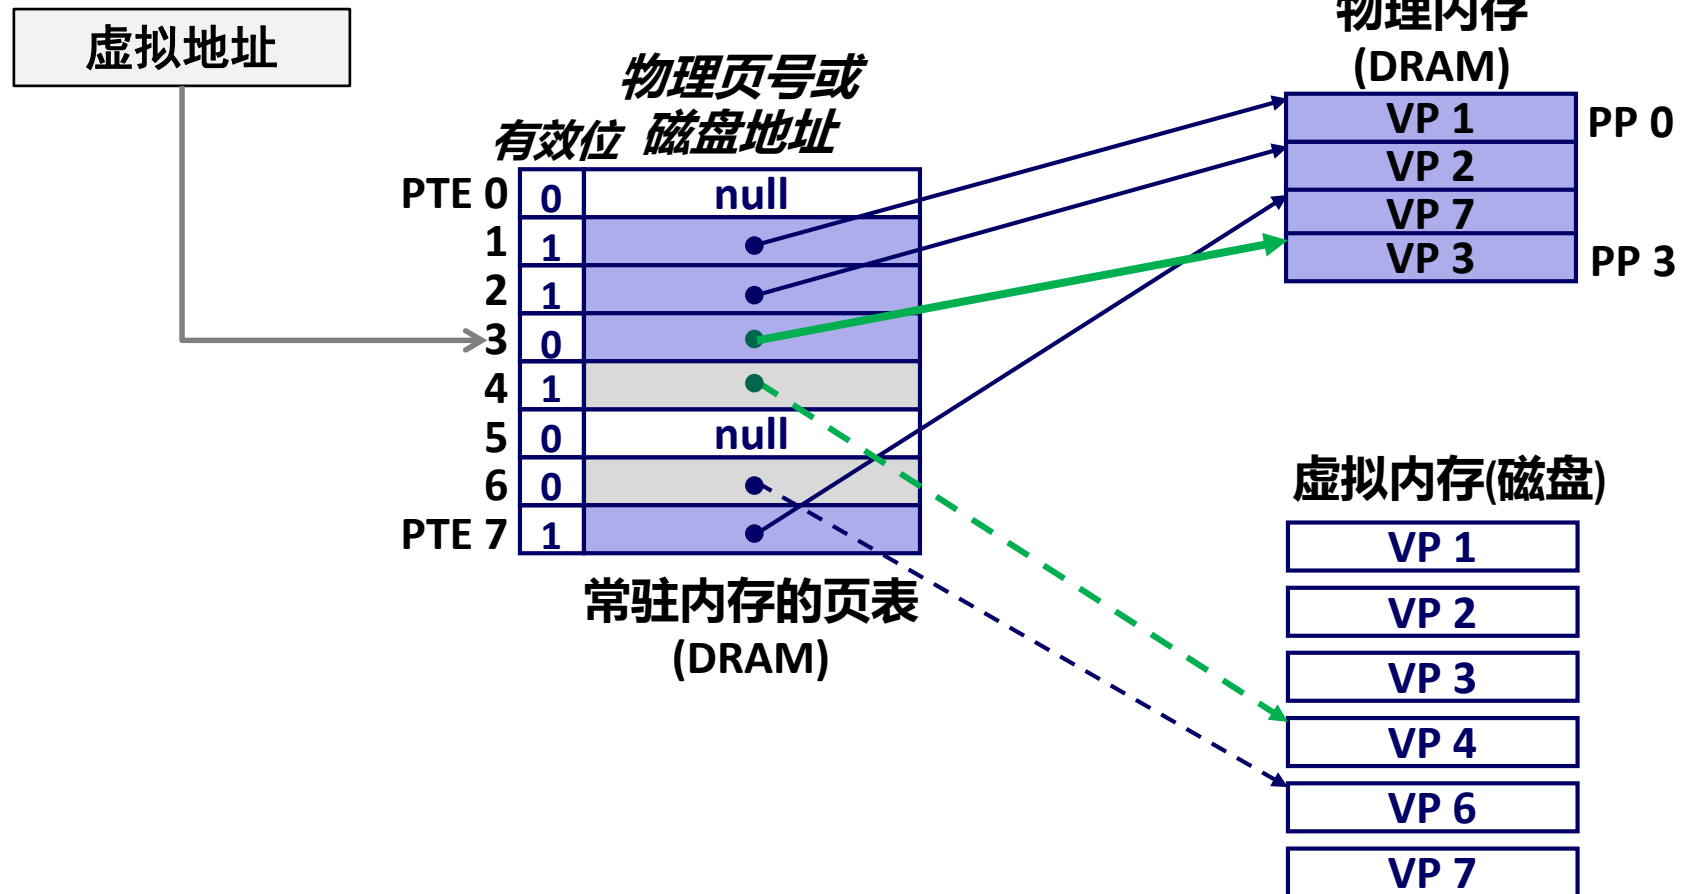 虚拟地址
物理页号或
磁盘地址
有效位
PTE 0 0 null
1 1
2 1
3 0
4 1
5 0 null
6 0
PTE 7 1
常驻内存的页表
(DRAM)
物理内存
(DRAM)
VP 1 PP 0
VP 2
VP 7
VP 3 PP 3
虚拟内存(磁盘)
VP 1
VP 2
VP 3
VP 4
VP 6
VP 7